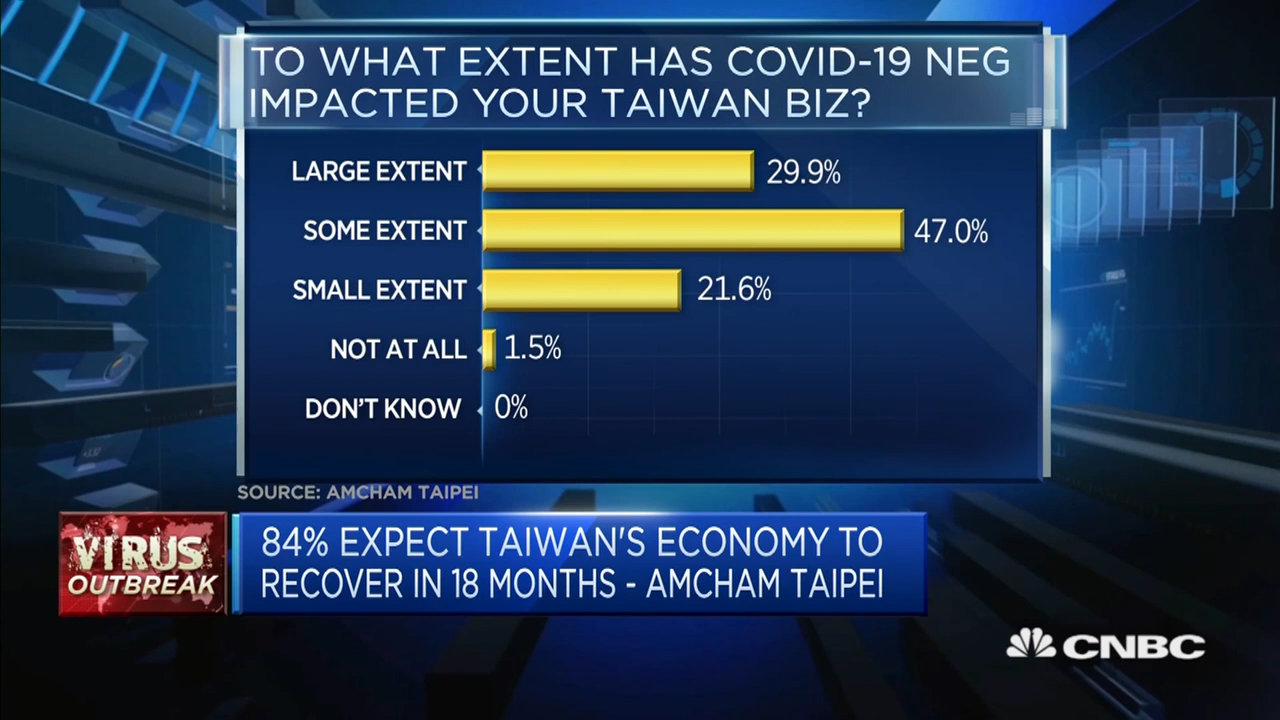 TO WHAT EXTENT HAS COVID-19 NEG
IMPACTED YOUR TAIWAN BIZ?
LARGE EXTENT 29.9%
SOME EXTENT 47.0%
SMALL EXTENT 21.6%
NOT AT ALL 1.5%
DON'T KNOW 0%
SOURCE: AMCHAM TAIPEI
VIRUS
OUTBREAK
84% EXPECT TAIWAN'S ECONOMY TO
RECOVER IN 18 MONTHS - AMCHAM TAIPEI
CNBC